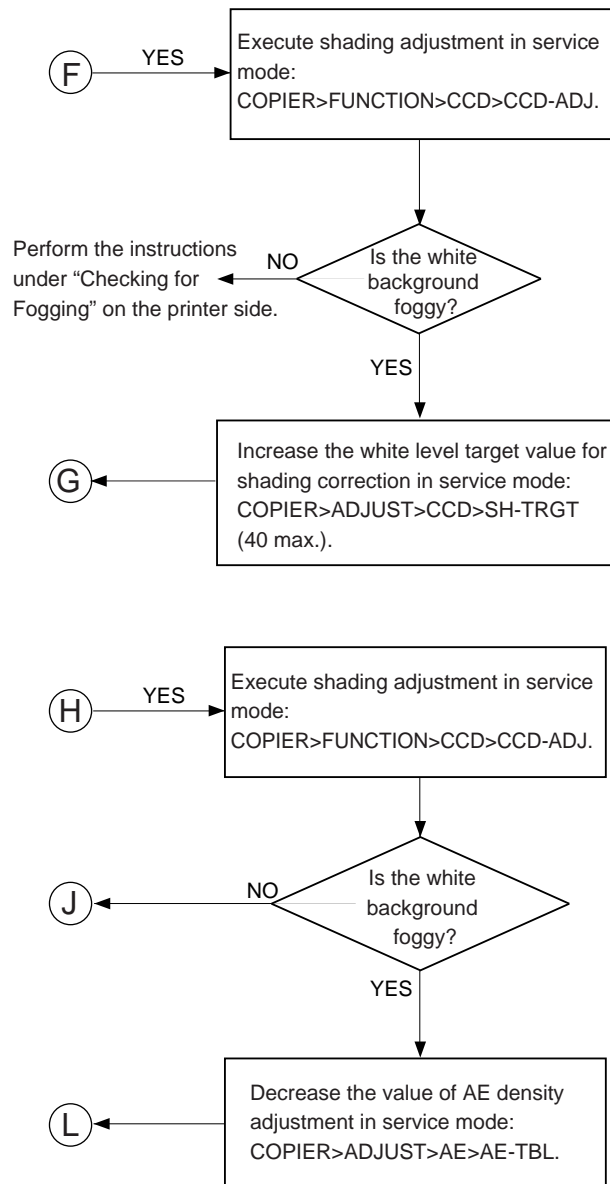 F
YES
Execute shading adjustment in service
mode:
COPIER>FUNCTION>CCD>CCD-ADJ.
Perform the instructions
under “Checking for
Fogging” on the printer side.
NO
Is the white
background
foggy?
YES
G
Increase the white level target value for
shading correction in service mode:
COPIER>ADJUST>CCD>SH-TRGT
(40 max.).
H
YES
Execute shading adjustment in service
mode:
COPIER>FUNCTION>CCD>CCD-ADJ.
J
NO
Is the white
background
foggy?
YES
L
Decrease the value of AE density
adjustment in service mode:
COPIER>ADJUST>AE>AE-TBL.